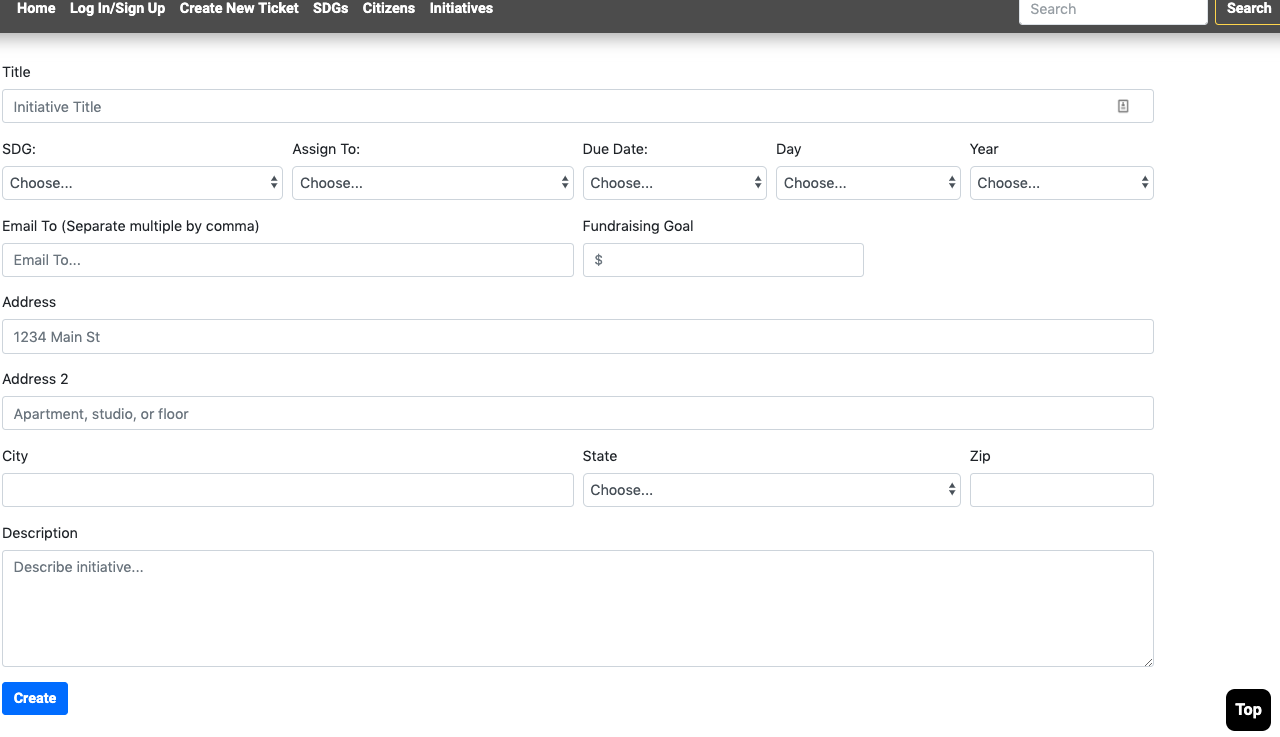 Home Log In/Sign Up Create New Ticket SDGs Citizens Initiatives Search Search
Title
Initiative Title
SDG: Assign To: Due Date: Day Year
Choose... Choose... Choose... Choose... Choose...
Email To (Separate multiple by comma) Fundraising Goal
Email To... $
Address
1234 Main St
Address 2
Apartment, studio, or floor
City State Zip
Choose...
Description
Describe initiative...
Create
Top